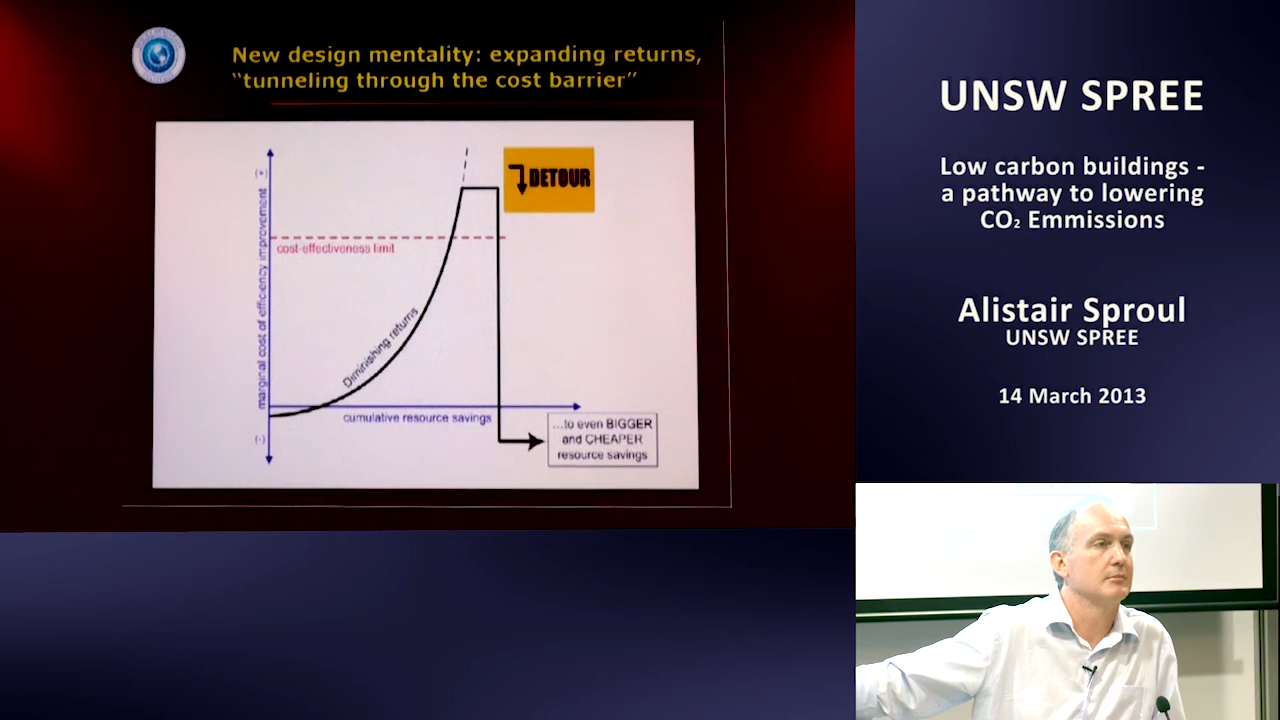 New design mentality: expanding returns,
“tunneling through the cost barrier”
(+)
DETOUR
marginal cost of efficiency improvement
cost-effectiveness limit
Diminishing returns
cumulative resource savings
(-)
...to even BIGGER
and CHEAPER
resource savings
UNSW SPREE
Low carbon buildings -
a pathway to lowering
CO₂ Emmissions
Alistair Sproul
UNSW SPREE
14 March 2013